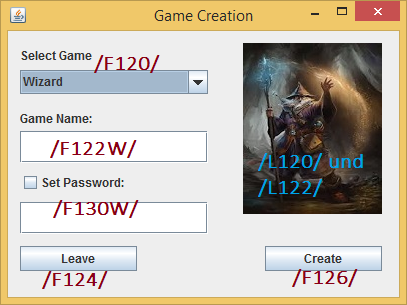 Game Creation
Select Game
/F120/
Wizard
Game Name:
/F122W/
Set Password:
/F130W/
/L120/ und
/L122/
Leave
/F124/
Create
/F126/